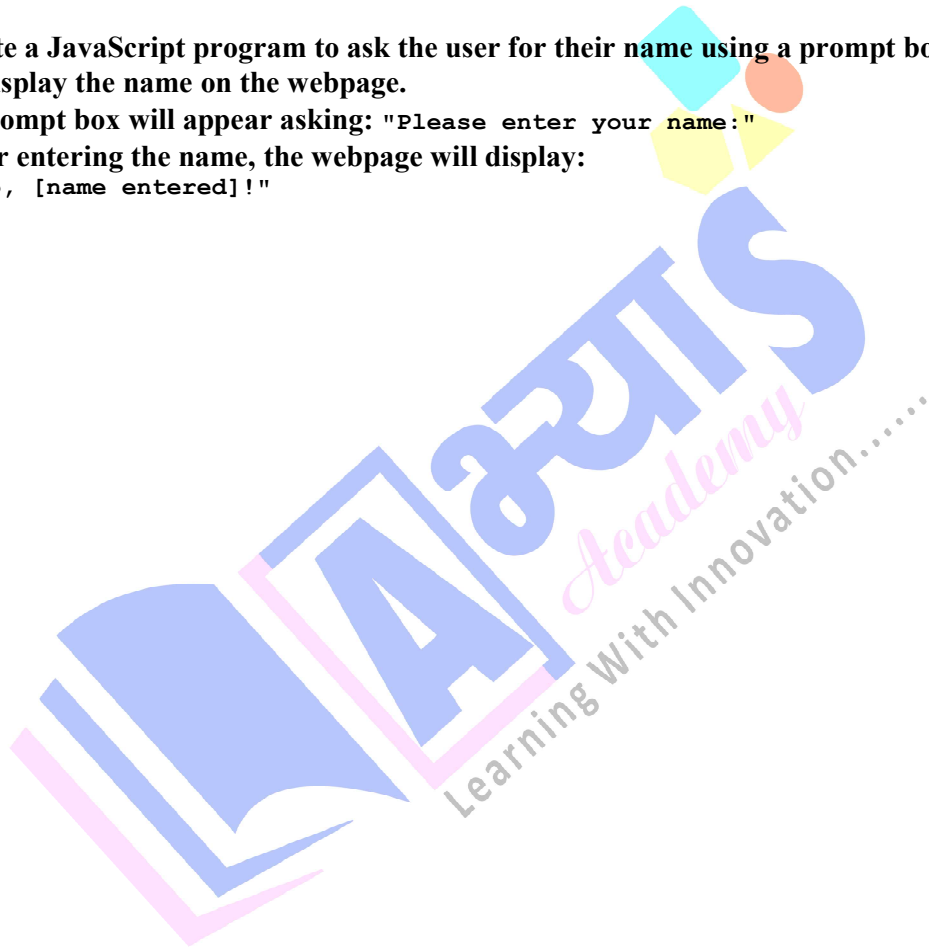 te a JavaScript program to ask the user for their name using a prompt bo
splay the name on the webpage.
ompt box will appear asking: "Please enter your name:"
r entering the name, the webpage will display:
, [name entered]!"
A भ्याS
Academy
Learning With Innovation......